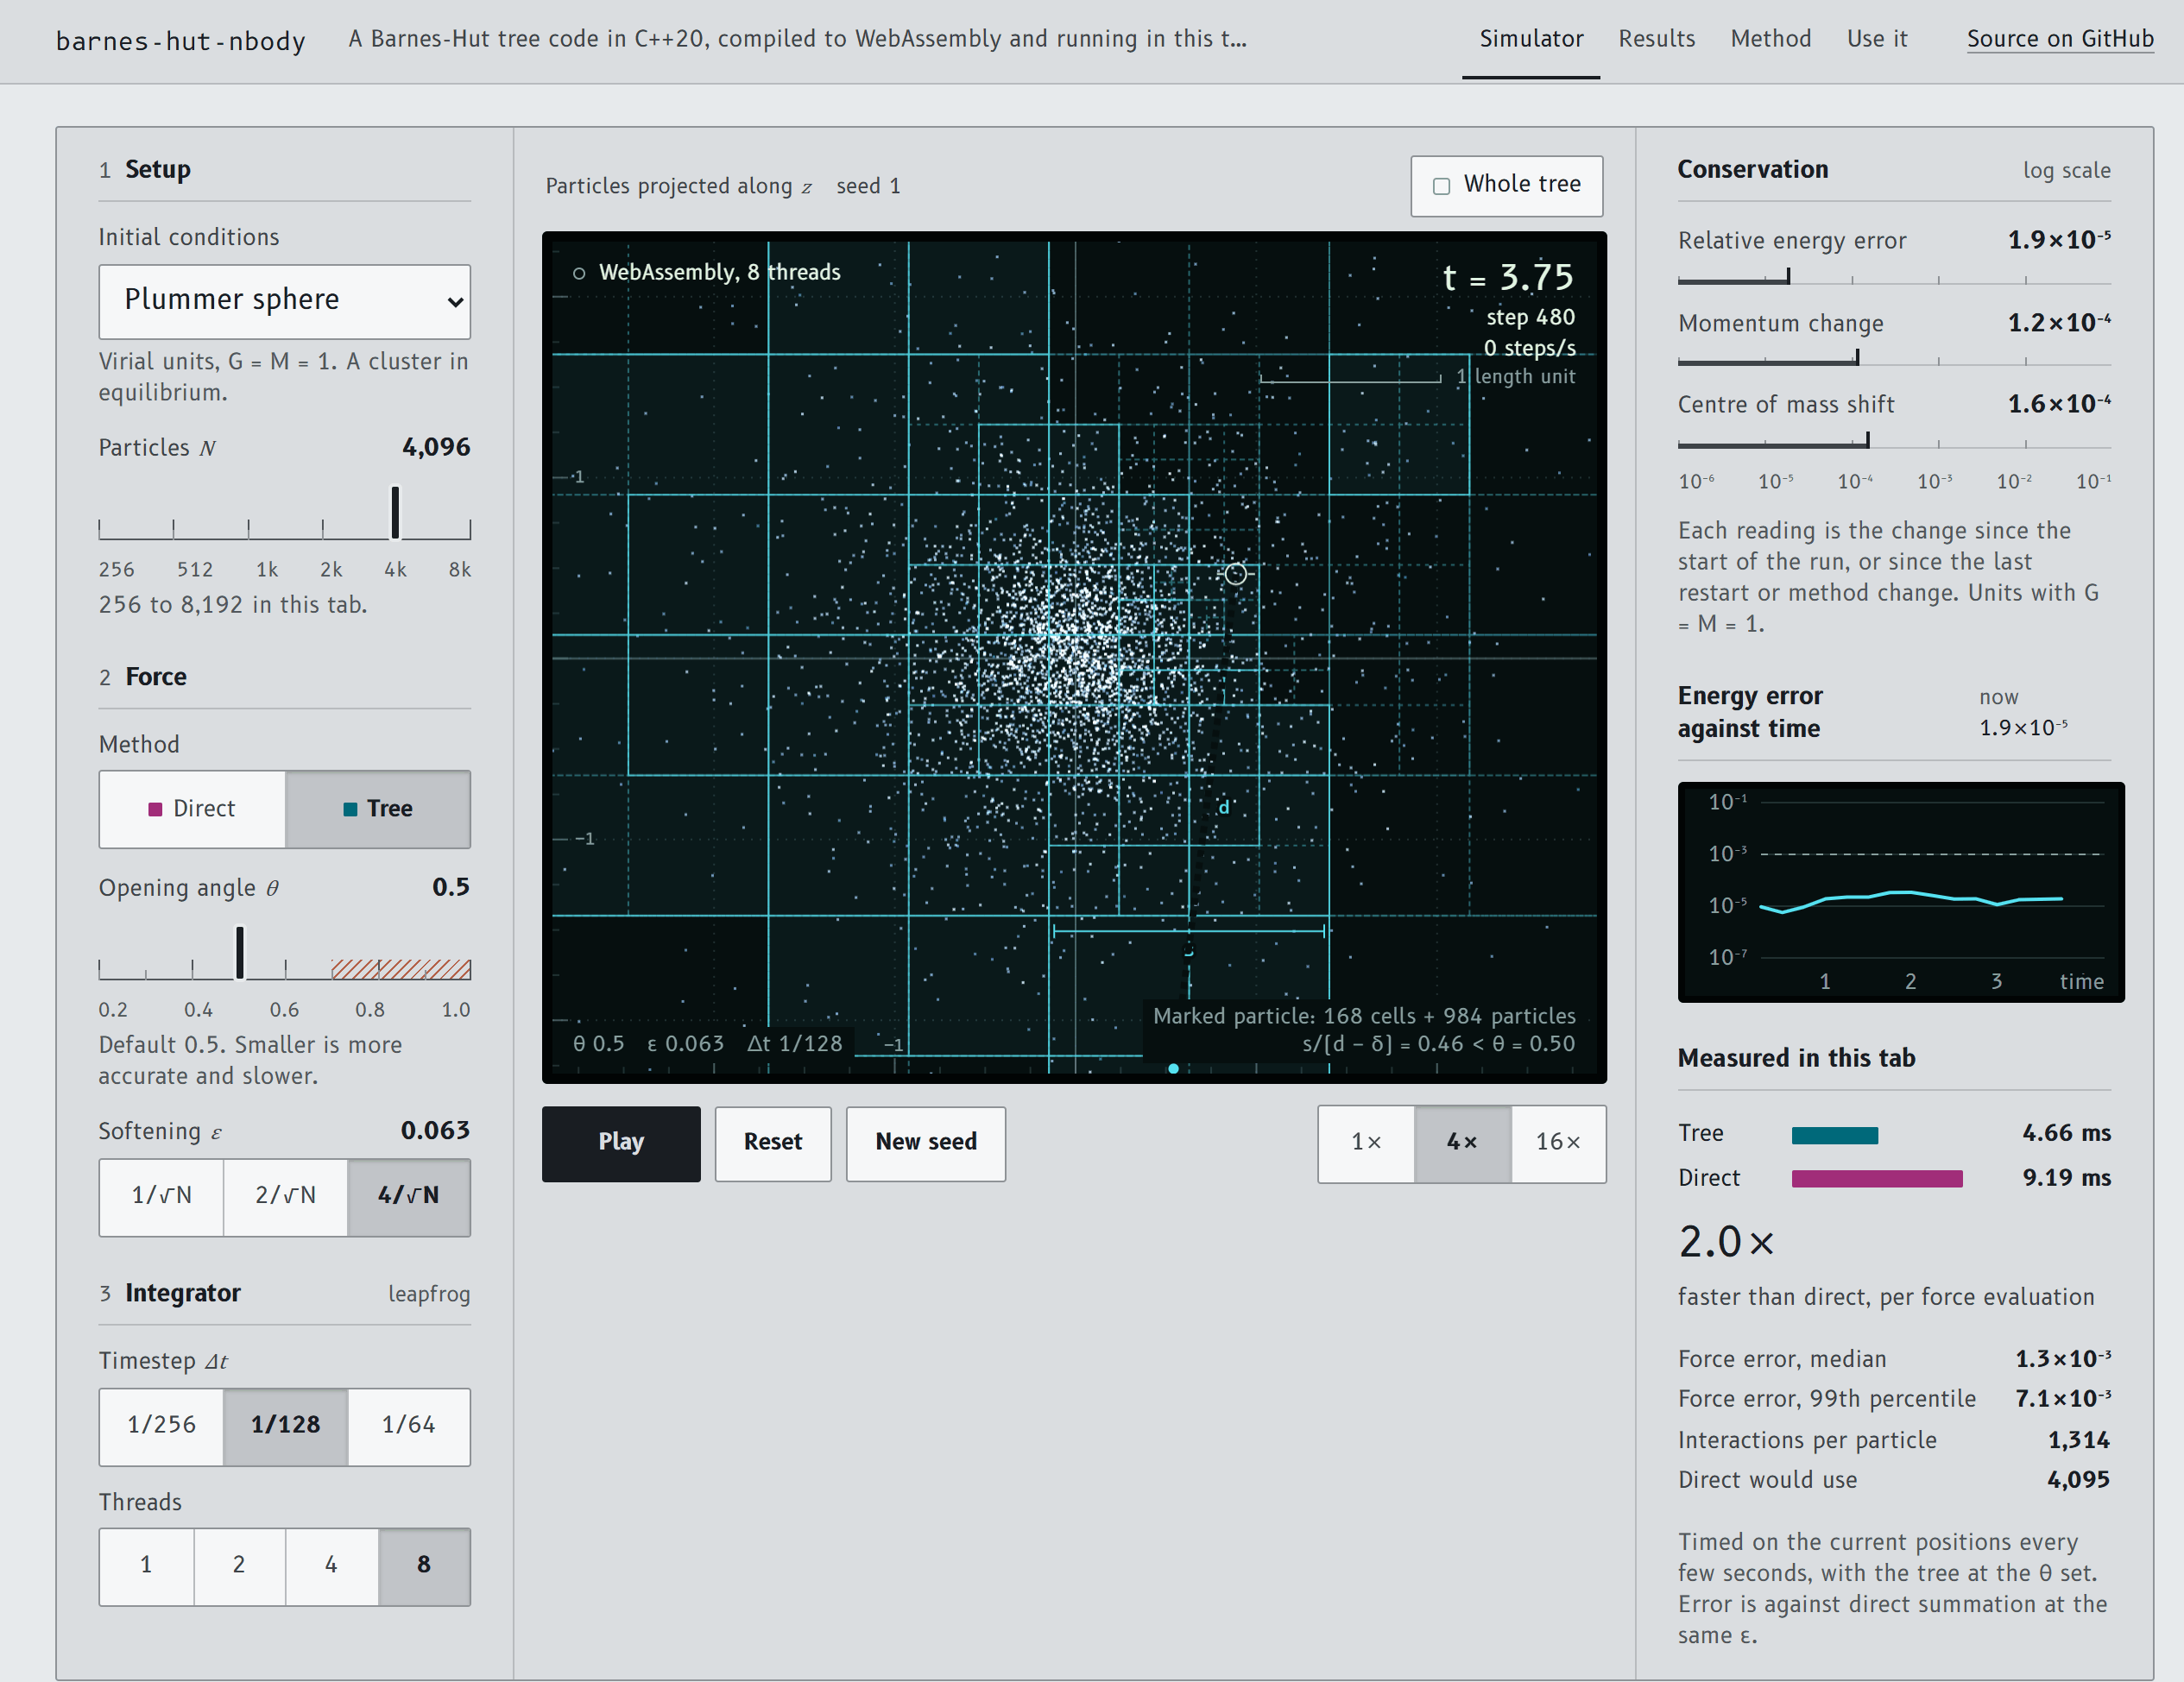 barnes-hut-nbody
A Barnes-Hut tree code in C++20, compiled to WebAssembly and running in this t...
Simulator
Results
Method
Use it
Source on GitHub
1 Setup
Initial conditions
Plummer sphere
Virial units, G = M = 1. A cluster in
equilibrium.
Particles N 4,096
256 512 1k 2k 4k 8k
256 to 8,192 in this tab.
2 Force
Method
Direct Tree
Opening angle θ 0.5
0.2 0.4 0.6 0.8 1.0
Default 0.5. Smaller is more
accurate and slower.
Softening ε 0.063
1/√N 2/√N 4/√N
3 Integrator leapfrog
Timestep Δt
1/256 1/128 1/64
Threads
1 2 4 8
Particles projected along z seed 1
Whole tree
WebAssembly, 8 threads
t = 3.75
step 480
0 steps/s
1 length unit
1
d
−1
s
Marked particle: 168 cells + 984 particles
s/(d − δ) = 0.46 < θ = 0.50
θ 0.5 ε 0.063 Δt 1/128
−1
Play Reset New seed
1× 4× 16×
Conservation log scale
Relative energy error 1.9×10⁻⁵
Momentum change 1.2×10⁻⁴
Centre of mass shift 1.6×10⁻⁴
10⁻⁶ 10⁻⁵ 10⁻⁴ 10⁻³ 10⁻² 10⁻¹
Each reading is the change since the
start of the run, or since the last
restart or method change. Units with G
= M = 1.
Energy error now
against time 1.9×10⁻⁵
10⁻¹
10⁻³
10⁻⁵
10⁻⁷
1 2 3 time
Measured in this tab
Tree 4.66 ms
Direct 9.19 ms
2.0×
faster than direct, per force evaluation
Force error, median 1.3×10⁻³
Force error, 99th percentile 7.1×10⁻³
Interactions per particle 1,314
Direct would use 4,095
Timed on the current positions every
few seconds, with the tree at the θ set.
Error is against direct summation at the
same ε.